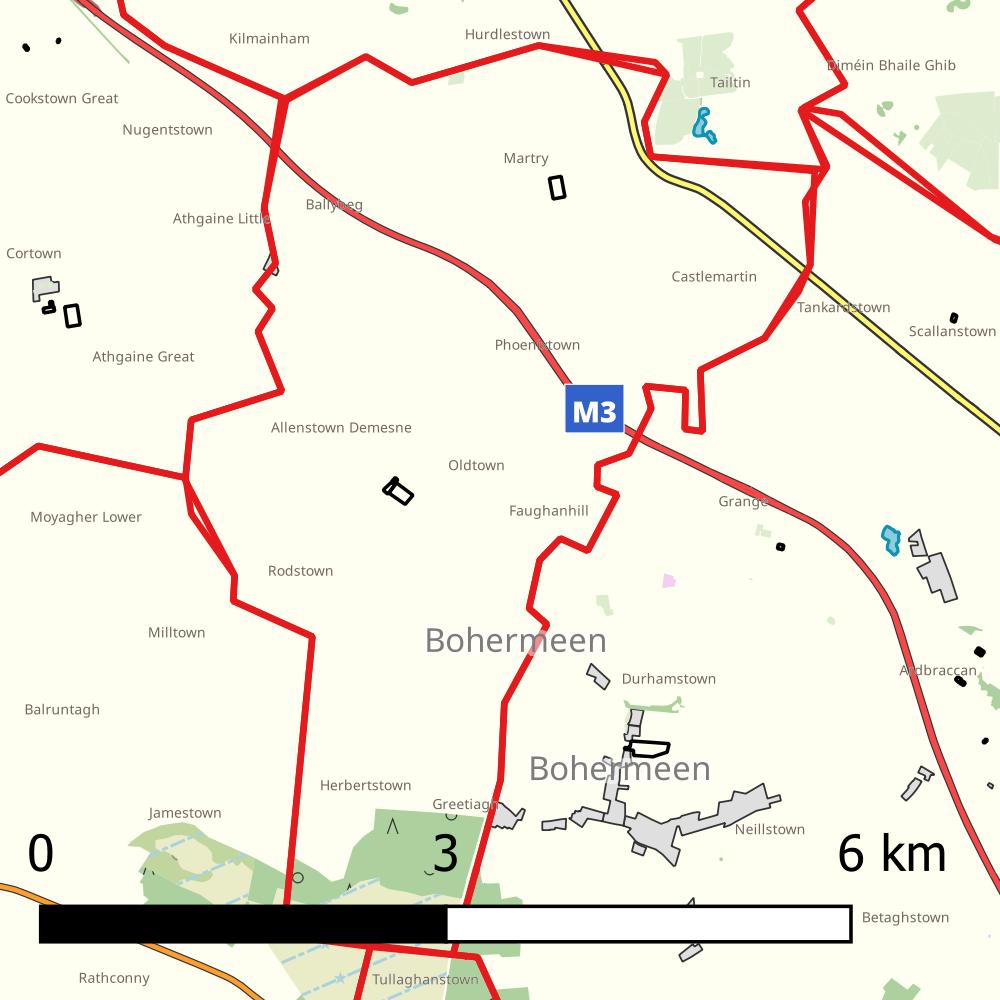 Kilmainham
Hurdlestown
Diméin Bhaile Ghib
Tailtin
Cookstown Great
Nugentstown
Martry
Ballybeg
Athgaine Little
Cortown
Castlemartin
Tankardstown
Scallanstown
Phoenixtown
Athgaine Great
M3
Allenstown Demesne
Oldtown
Grange
Faughanhill
Moyagher Lower
Rodstown
Milltown
Bohermeen
Ardbraccan
Durhamstown
Balruntagh
Bohermeen
Herbertstown
Greetiagh
Jamestown
Neillstown
0 3 6 km
Betaghstown
Rathconny
Tullaghanstown